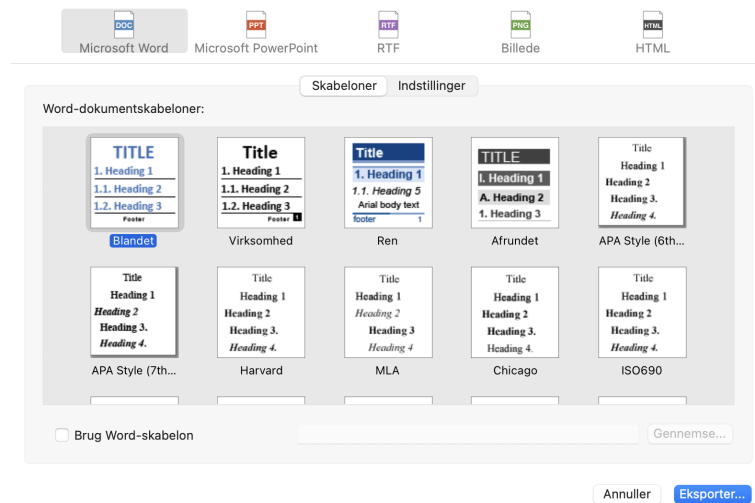 DOC
PPT
RTF
PNG
HTML
Microsoft Word
Microsoft PowerPoint
RTF
Billede
HTML
Skabeloner
Indstillinger
Word-dokumentskabeloner:
TITLE
1. Heading 1
1.1. Heading 2
1.2. Heading 3
Footer
Blandet
Title
1. Heading 1
1.1. Heading 2
1.2. Heading 3
Footer 1
Virksomhed
Title
1. Heading 1
1.1. Heading 5
Arial body text
footer 1
Ren
TITLE
I. Heading 1
A. Heading 2
1. Heading 3
Afrundet
Title
Heading 1
Heading 2
Heading 3.
Heading 4.
APA Style (6th...
Title
Heading 1
Heading 2
Heading 3.
Heading 4.
APA Style (7th...
Title
Heading 1
Heading 2
Heading 3.
Heading 4.
Harvard
Title
Heading 1
Heading 2
Heading 3
Heading 4
MLA
Title
Heading 1
Heading 2
Heading 3.
Heading 4.
Chicago
Title
Heading 1
Heading 2
Heading 3.
Heading 4.
ISO690
Brug Word-skabelon
Gennemse...
Annuller
Eksporter...